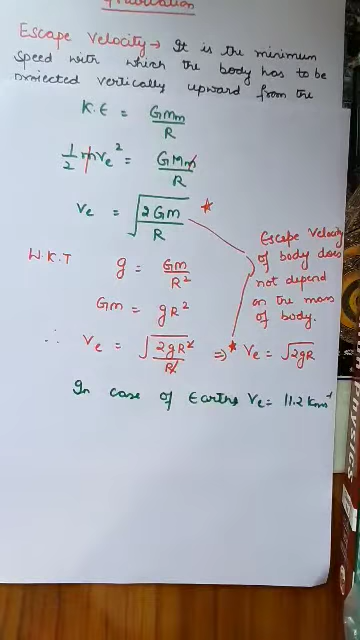 Gravitation
Escape Velocity → It is the minimum
Speed with which the body has to be
projected vertically upward from the
K.E = GMm/R
1/2 mve² = GMm/R
Ve = √2GM/R *
Escape Velocity
of body does
not depend
on the mass
of body.
W.K.T g = Gm/R²
Gm = gR²
∴ Ve = √2gR²/R ⇒ * Ve = √2gR
In case of Earth, Ve = 11.2 Kms⁻¹
PHYSICS